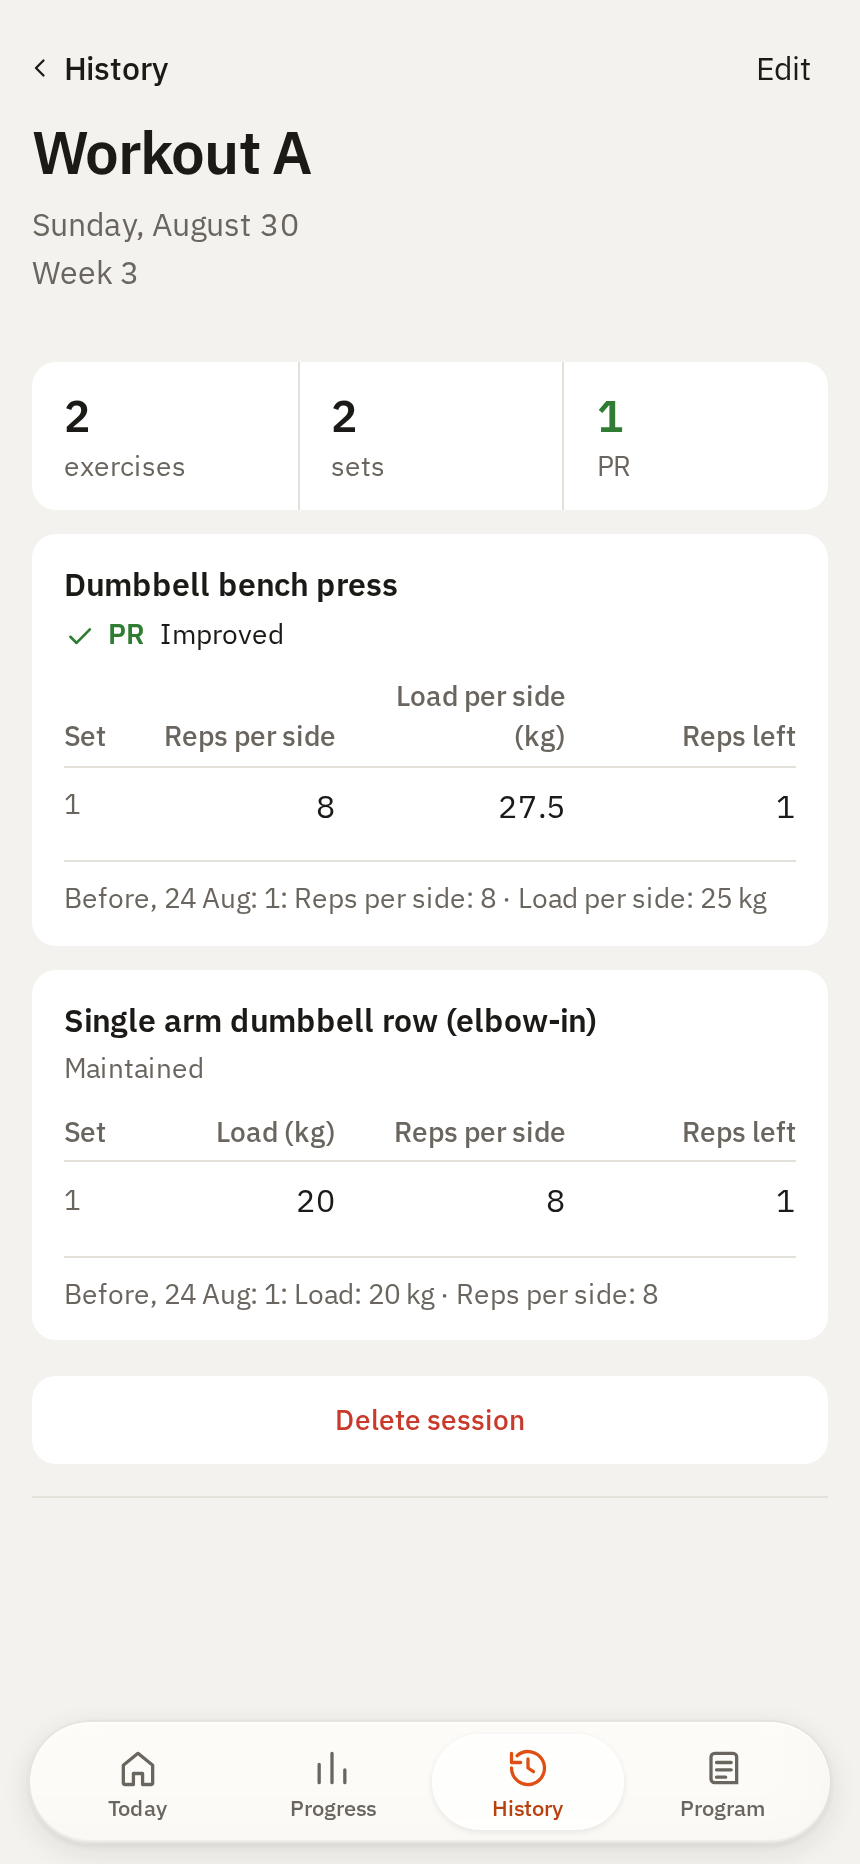 History
Edit
Workout A
Sunday, August 30
Week 3
2
exercises
2
sets
1
PR
Dumbbell bench press
PR Improved
Set Reps per side Load per side (kg) Reps left
1 8 27.5 1
Before, 24 Aug: 1: Reps per side: 8 · Load per side: 25 kg
Single arm dumbbell row (elbow-in)
Maintained
Set Load (kg) Reps per side Reps left
1 20 8 1
Before, 24 Aug: 1: Load: 20 kg · Reps per side: 8
Delete session
Today
Progress
History
Program